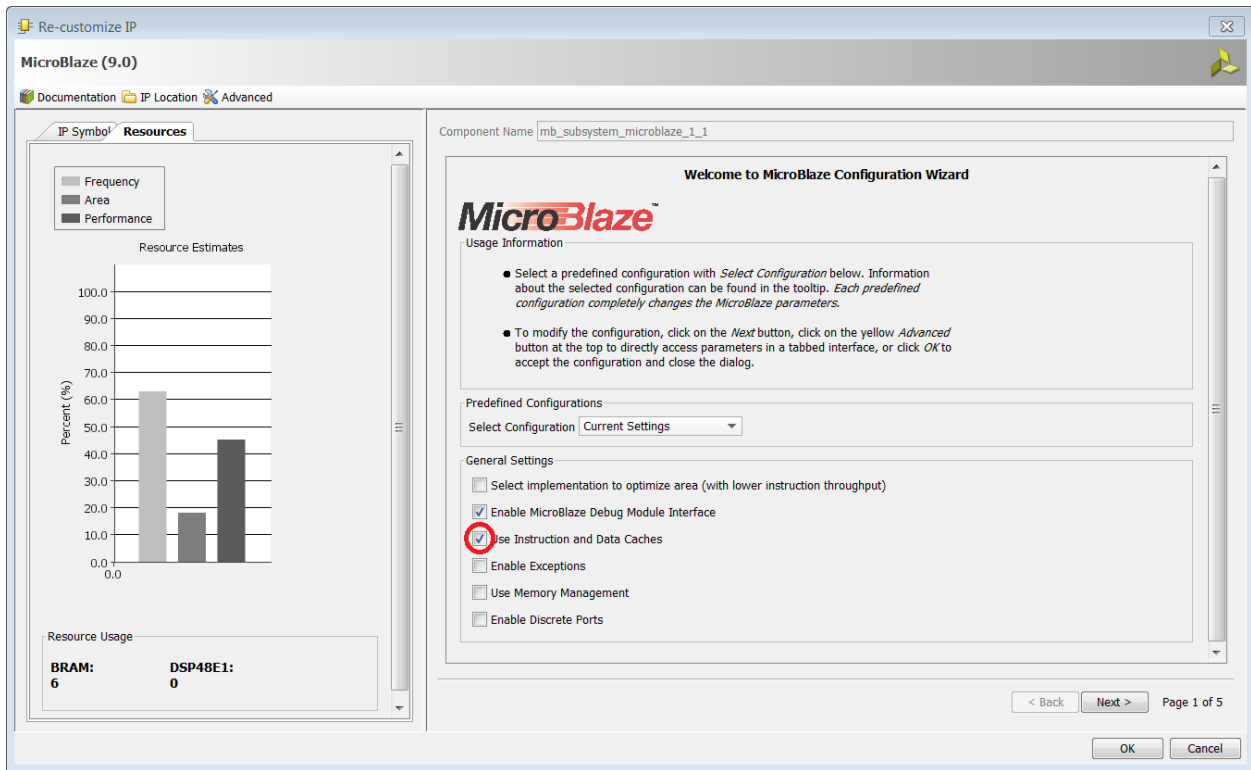 Re-customize IP
MicroBlaze (9.0)
Documentation IP Location Advanced
IP Symbol Resources
Frequency
Area
Performance
Resource Estimates
100.0
90.0
80.0
70.0
60.0
50.0
40.0
30.0
20.0
10.0
0.0
0.0
Percent (%)
Resource Usage
BRAM: DSP48E1:
6 0
Component Name mb_subsystem_microblaze_1_1
Welcome to MicroBlaze Configuration Wizard
MicroBlaze™
Usage Information
Select a predefined configuration with Select Configuration below. Information
about the selected configuration can be found in the tooltip. Each predefined
configuration completely changes the MicroBlaze parameters.
To modify the configuration, click on the Next button, click on the yellow Advanced
button at the top to directly access parameters in a tabbed interface, or click OK to
accept the configuration and close the dialog.
Predefined Configurations
Select Configuration Current Settings
General Settings
Select implementation to optimize area (with lower instruction throughput)
Enable MicroBlaze Debug Module Interface
Use Instruction and Data Caches
Enable Exceptions
Use Memory Management
Enable Discrete Ports
< Back Next > Page 1 of 5
OK Cancel